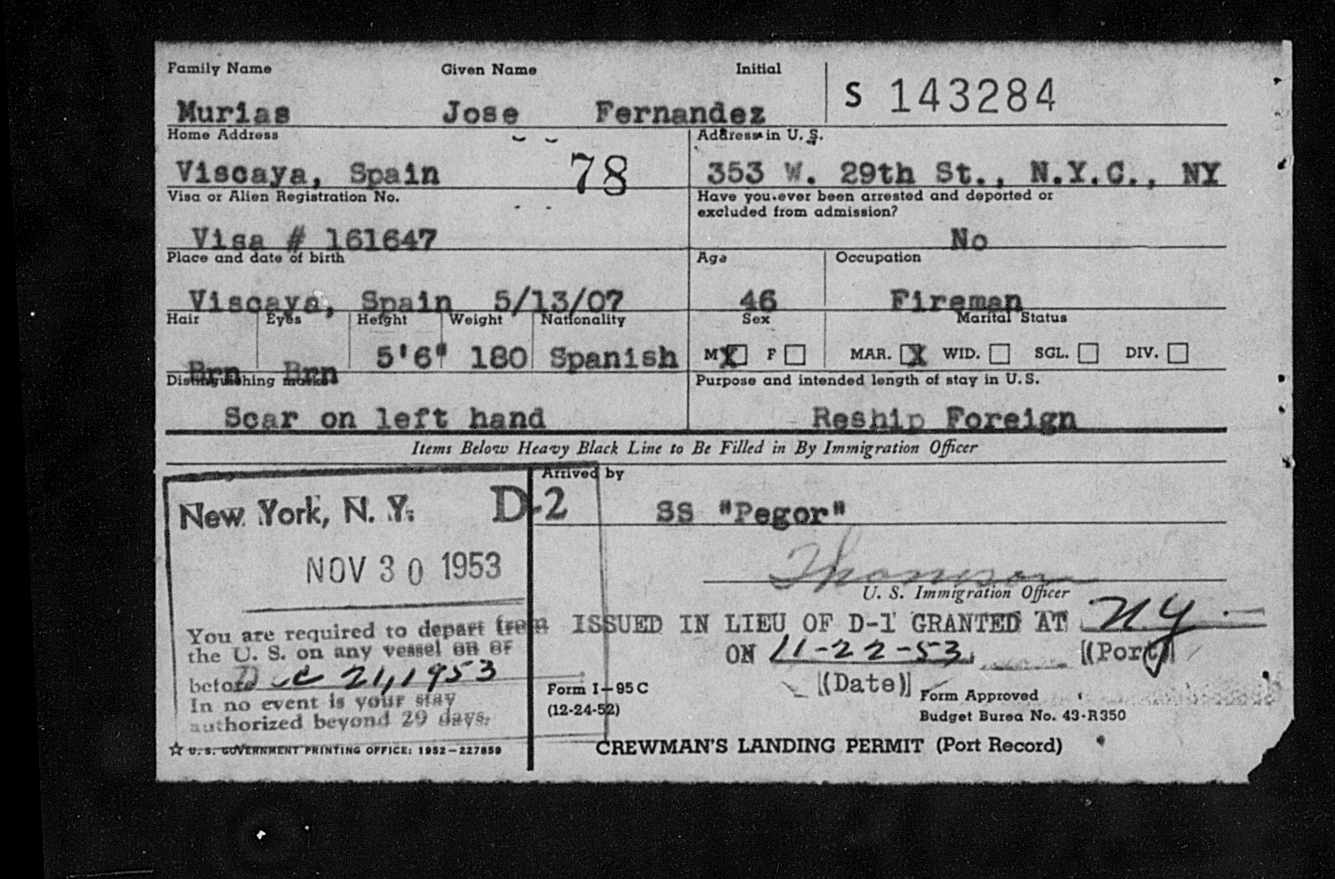 Family Name Given Name Initial
Murias Jose Fernandez S 143284
Home Address Address in U. S.
Viscaya, Spain 78 353 W. 29th St., N.Y.C., NY
Visa or Alien Registration No. Have you ever been arrested and deported or
excluded from admission?
Visa # 161647 No
Place and date of birth Age Occupation
Viscaya, Spain 5/13/07 46 Fireman
Hair Eyes Height Weight Nationality Sex Marital Status
Brn Brn 5'6" 180 Spanish M X F MAR. X WID. SGL. DIV.
Distinguishing marks Purpose and intended length of stay in U.S.
Scar on left hand Reship Foreign
Items Below Heavy Black Line to Be Filled in By Immigration Officer
Arrived by
New York, N. Y. D-2 SS "Pegor"
NOV 30 1953
U. S. Immigration Officer
You are required to depart from ISSUED IN LIEU OF D-1 GRANTED AT NY
the U. S. on any vessel on or ON 11-22-53 (Port)
before Dec 21, 1953 (Date)
In no event is your stay
authorized beyond 29 days.
Form I-95 C Form Approved
(12-24-52) Budget Burea No. 43-R350
☆ U. S. GOVERNMENT PRINTING OFFICE: 1952-227859 CREWMAN'S LANDING PERMIT (Port Record)